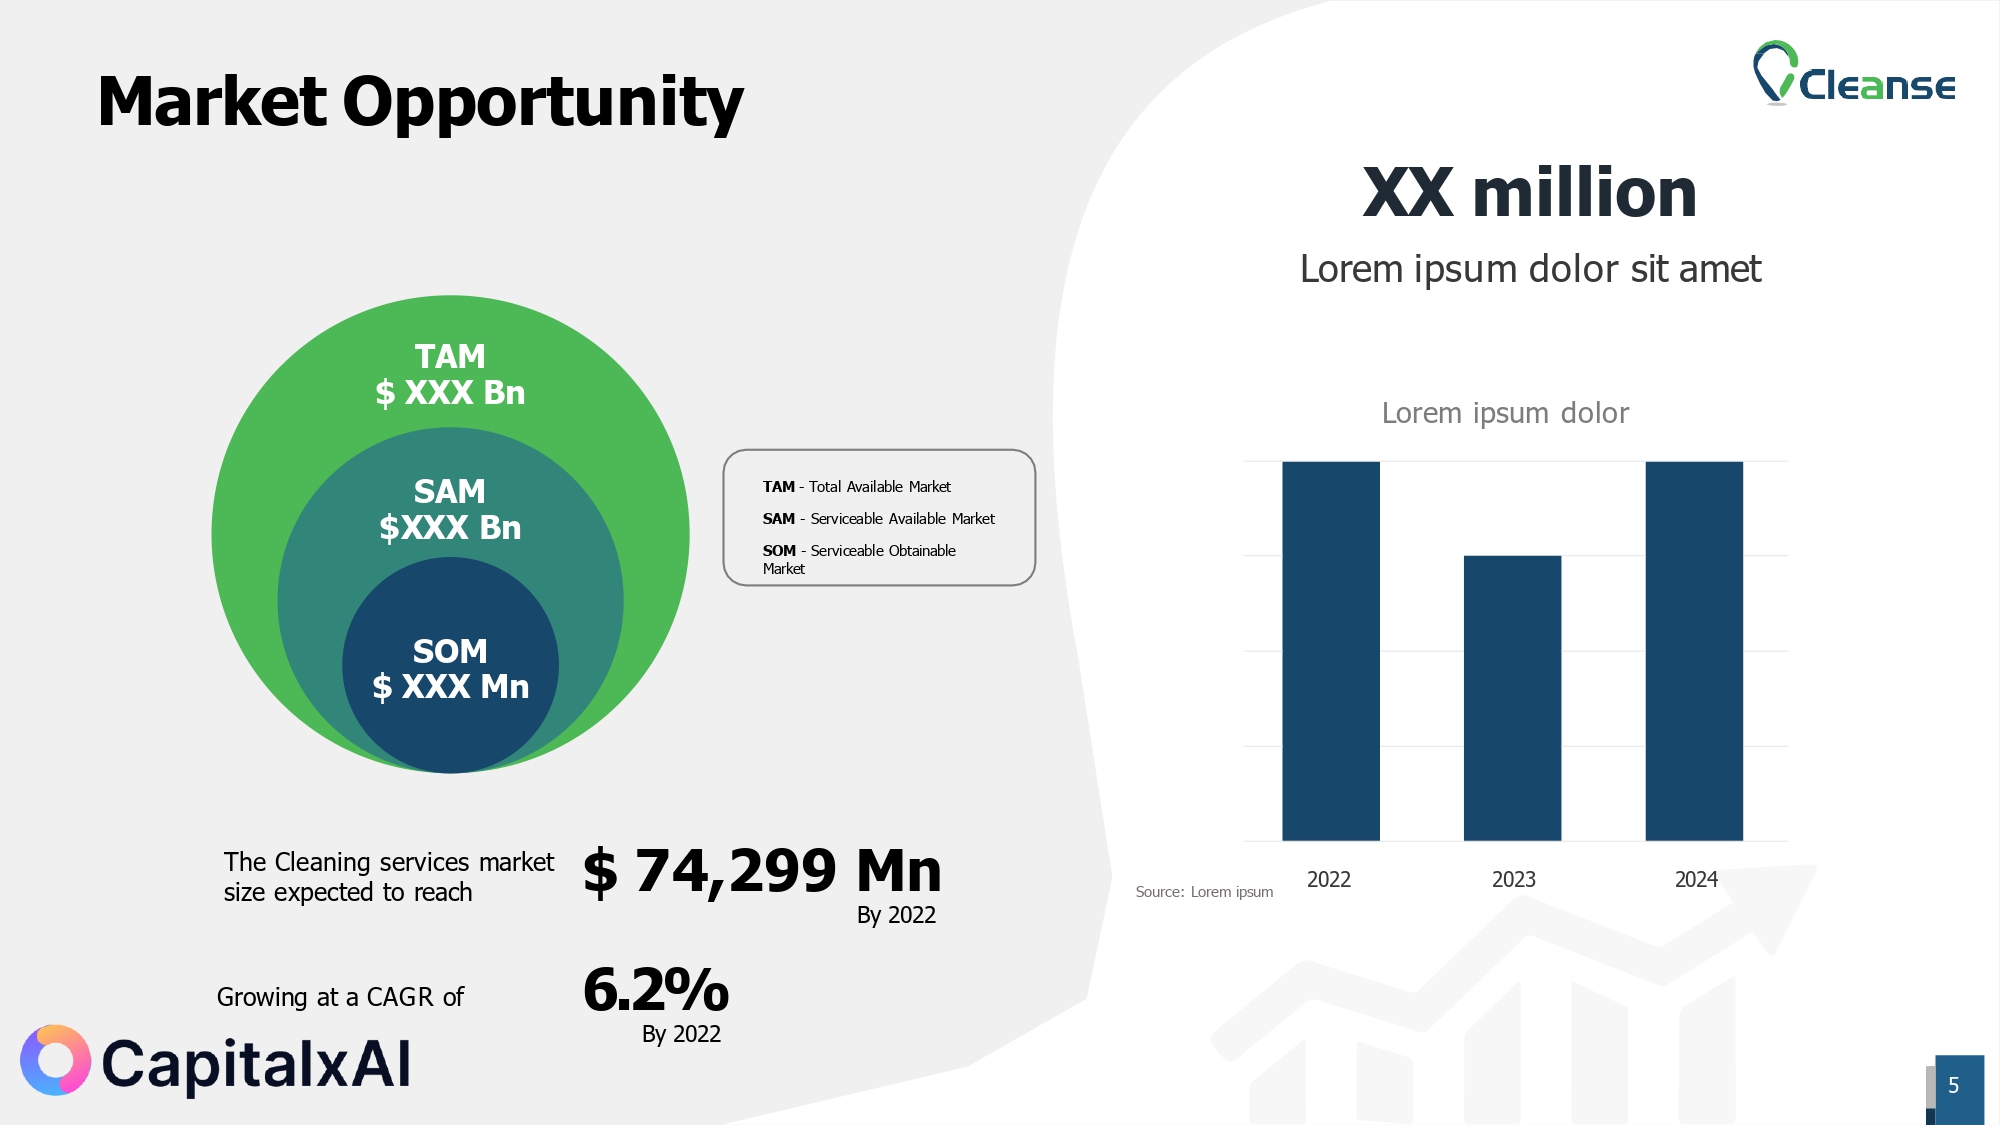 Market Opportunity
Cleanse
XX million
Lorem ipsum dolor sit amet
TAM
$ XXX Bn
SAM
$XXX Bn
SOM
$ XXX Mn
TAM - Total Available Market
SAM - Serviceable Available Market
SOM - Serviceable Obtainable
Market
Lorem ipsum dolor
2022
2023
2024
Source: Lorem ipsum
The Cleaning services market
size expected to reach
$ 74,299 Mn
By 2022
Growing at a CAGR of
6.2%
By 2022
CapitalxAI
5